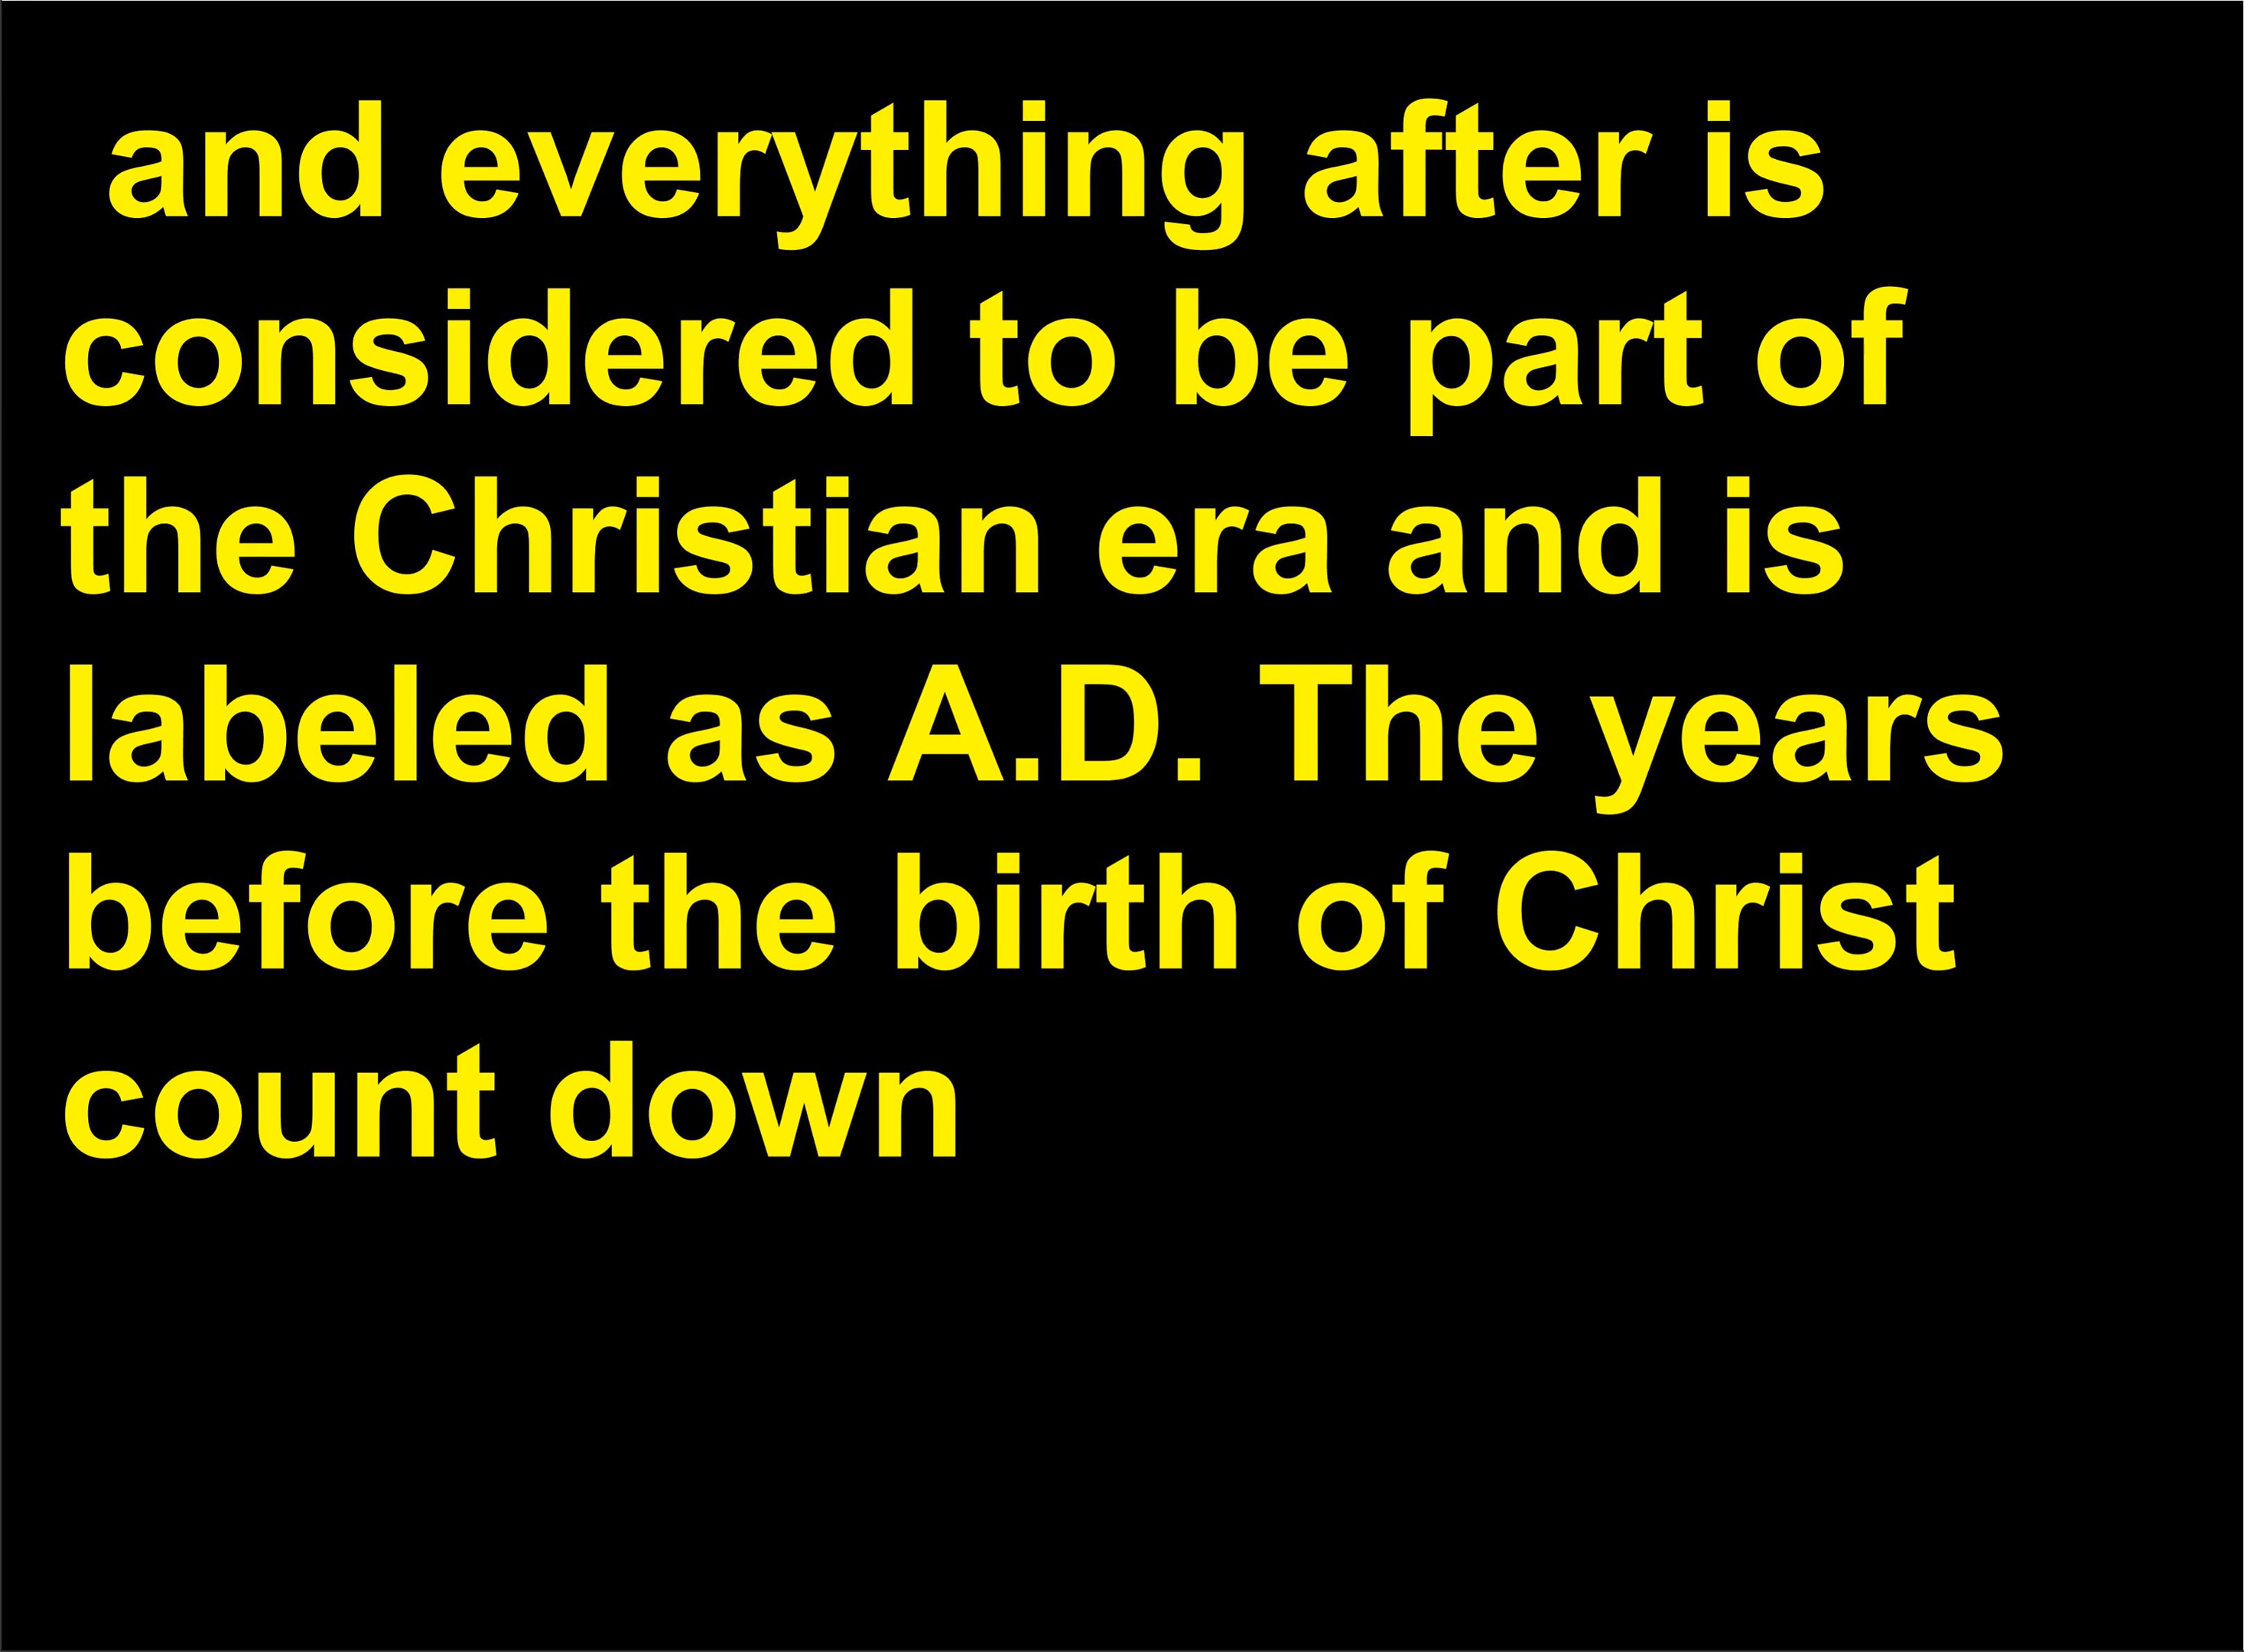 and everything after is
considered to be part of
the Christian era and is
labeled as A.D. The years
before the birth of Christ
count down